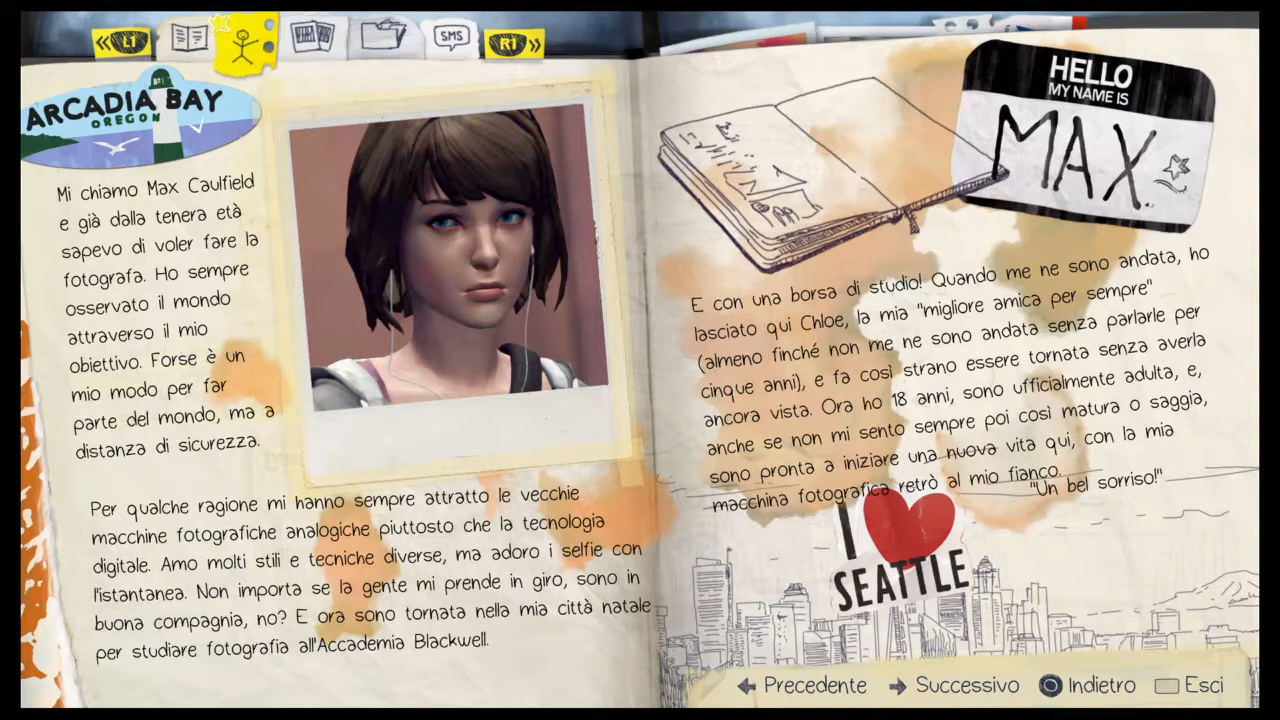 L1
SMS
R1
ARCADIA BAY
OREGON
Mi chiamo Max Caulfield
e già dalla tenera età
sapevo di voler fare la
fotografa. Ho sempre
osservato il mondo
attraverso il mio
obiettivo. Forse è un
mio modo per far
parte del mondo, ma a
distanza di sicurezza.
Per qualche ragione mi hanno sempre attratto le vecchie
macchine fotografiche analogiche piuttosto che la tecnologia
digitale. Amo molti stili e tecniche diverse, ma adoro i selfie con
l'istantanea. Non importa se la gente mi prende in giro, sono in
buona compagnia, no? E ora sono tornata nella mia città natale
per studiare fotografia all'Accademia Blackwell.
HELLO
MY NAME IS
MAX
E con una borsa di studio! Quando me ne sono andata, ho
lasciato qui Chloe, la mia "migliore amica per sempre"
(almeno finché non me ne sono andata senza parlarle per
cinque anni), e fa così strano essere tornata senza averla
ancora vista. Ora ho 18 anni, sono ufficialmente adulta, e,
anche se non mi sento sempre poi così matura o saggia,
sono pronta a iniziare una nuova vita qui, con la mia
macchina fotografica retrò al mio fianco.
"Un bel sorriso!"
I
SEATTLE
Precedente
Successivo
Indietro
Esci